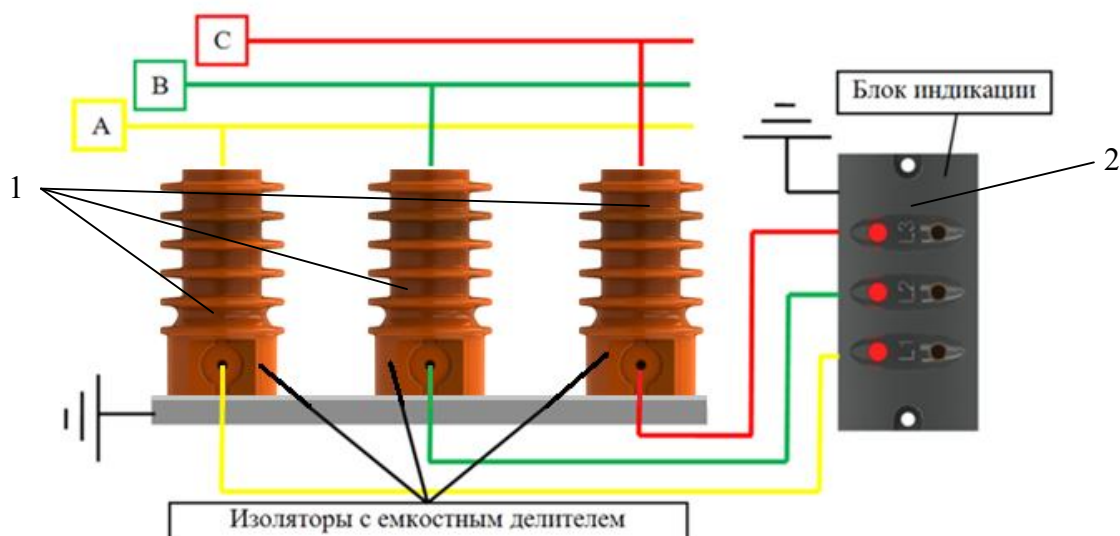 C
B
A
Блок индикации
1
2
L3
L2
L1
Изоляторы с емкостным делителем